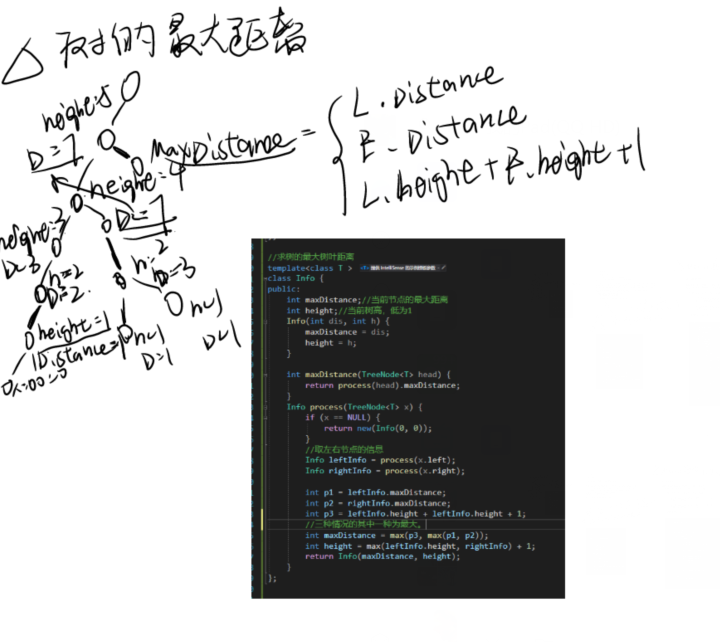 △ 树的最大距离
height=5
D=7
MaxDistance = { L.Distance
R.Distance
L.height+R.height+1
height=4
D=7
height=3
D=3
h=2
D=3
h=2
D=2
h=1
D=1
h=1
D=1
height=1
Distance=1
//求树的最大树叶距离
template<class T >
class Info {
public:
int maxDistance;//当前节点的最大距离
int height;//当前树高，低为1
Info(int dis, int h) {
maxDistance = dis;
height = h;
}
int maxDistance(TreeNode<T> head) {
return process(head).maxDistance;
}
Info process(TreeNode<T> x) {
if (x == NULL) {
return new(Info(0, 0));
}
//取左右节点的信息
Info leftInfo = process(x.left);
Info rightInfo = process(x.right);
int p1 = leftInfo.maxDistance;
int p2 = rightInfo.maxDistance;
int p3 = leftInfo.height + leftInfo.height + 1;
//三种情况的其中一种为最大。
int maxDistance = max(p3, max(p1, p2));
int height = max(leftInfo.height, rightInfo) + 1;
return Info(maxDistance, height);
}
};